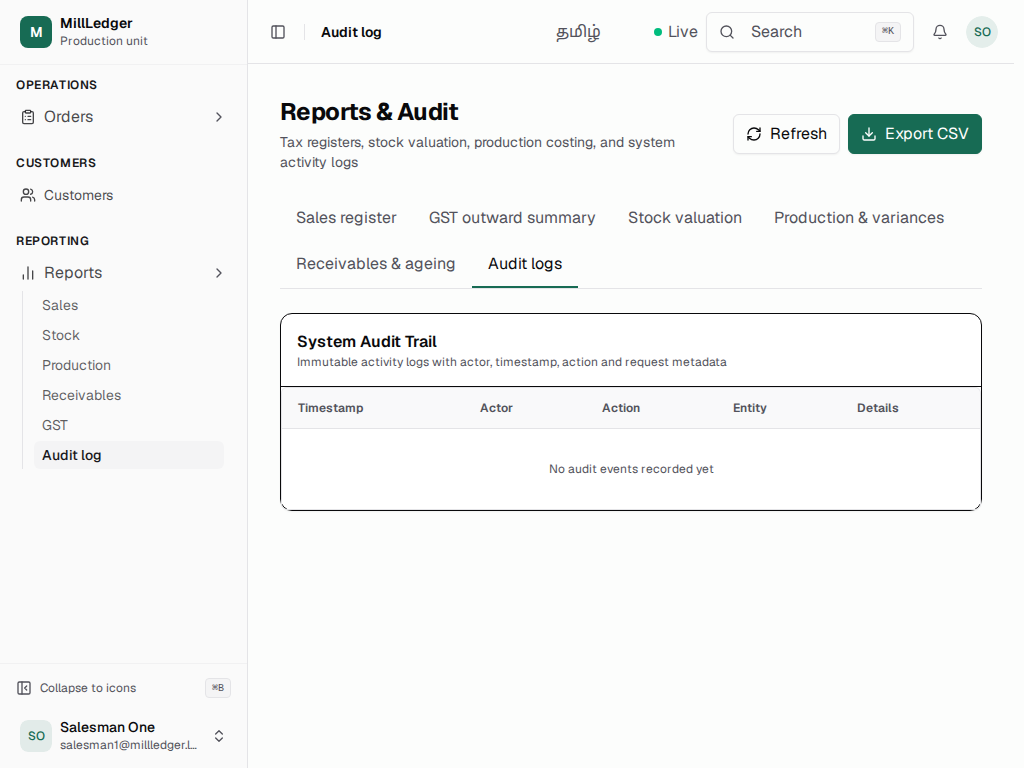 M
MillLedger
Production unit
OPERATIONS
Orders
CUSTOMERS
Customers
REPORTING
Reports
Sales
Stock
Production
Receivables
GST
Audit log
Collapse to icons
⌘B
SO
Salesman One
salesman1@millledger.l...
Audit log
தமிழ்
Live
Search
⌘K
SO
Reports & Audit
Tax registers, stock valuation, production costing, and system
activity logs
Refresh
Export CSV
Sales register
GST outward summary
Stock valuation
Production & variances
Receivables & ageing
Audit logs
System Audit Trail
Immutable activity logs with actor, timestamp, action and request metadata
Timestamp Actor Action Entity Details
No audit events recorded yet